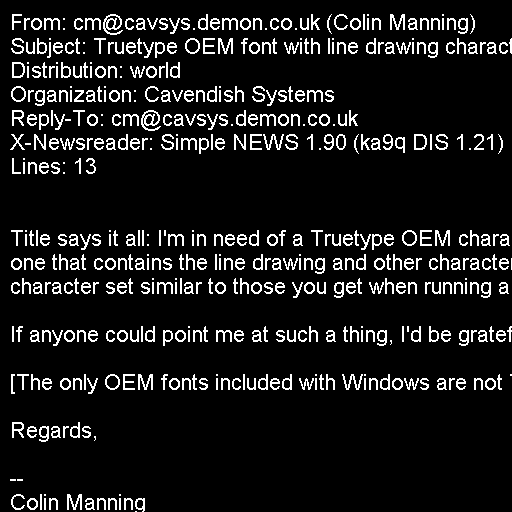 From: cm@cavsys.demon.co.uk (Colin Manning)
Subject: Truetype OEM font with line drawing charact
Distribution: world
Organization: Cavendish Systems
Reply-To: cm@cavsys.demon.co.uk
X-Newsreader: Simple NEWS 1.90 (ka9q DIS 1.21)
Lines: 13
Title says it all: I'm in need of a Truetype OEM chara
one that contains the line drawing and other character
character set similar to those you get when running a
If anyone could point me at such a thing, I'd be gratef
[The only OEM fonts included with Windows are not
Regards,
--
Colin Manning